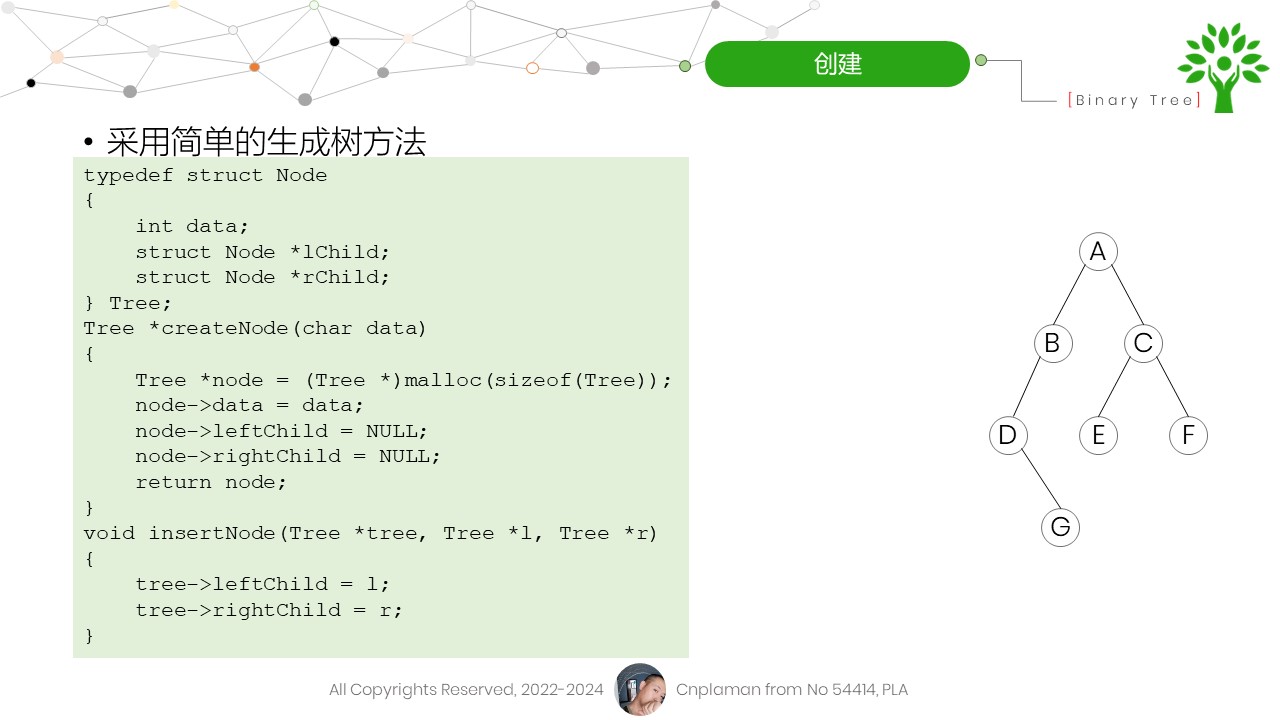 创建
[Binary Tree]
• 采用简单的生成树方法
typedef struct Node
{
    int data;
    struct Node *lChild;
    struct Node *rChild;
} Tree;
Tree *createNode(char data)
{
    Tree *node = (Tree *)malloc(sizeof(Tree));
    node->data = data;
    node->leftChild = NULL;
    node->rightChild = NULL;
    return node;
}
void insertNode(Tree *tree, Tree *l, Tree *r)
{
    tree->leftChild = l;
    tree->rightChild = r;
}
A
B C
D E F
G
All Copyrights Reserved, 2022-2024 Cnplaman from No 54414, PLA